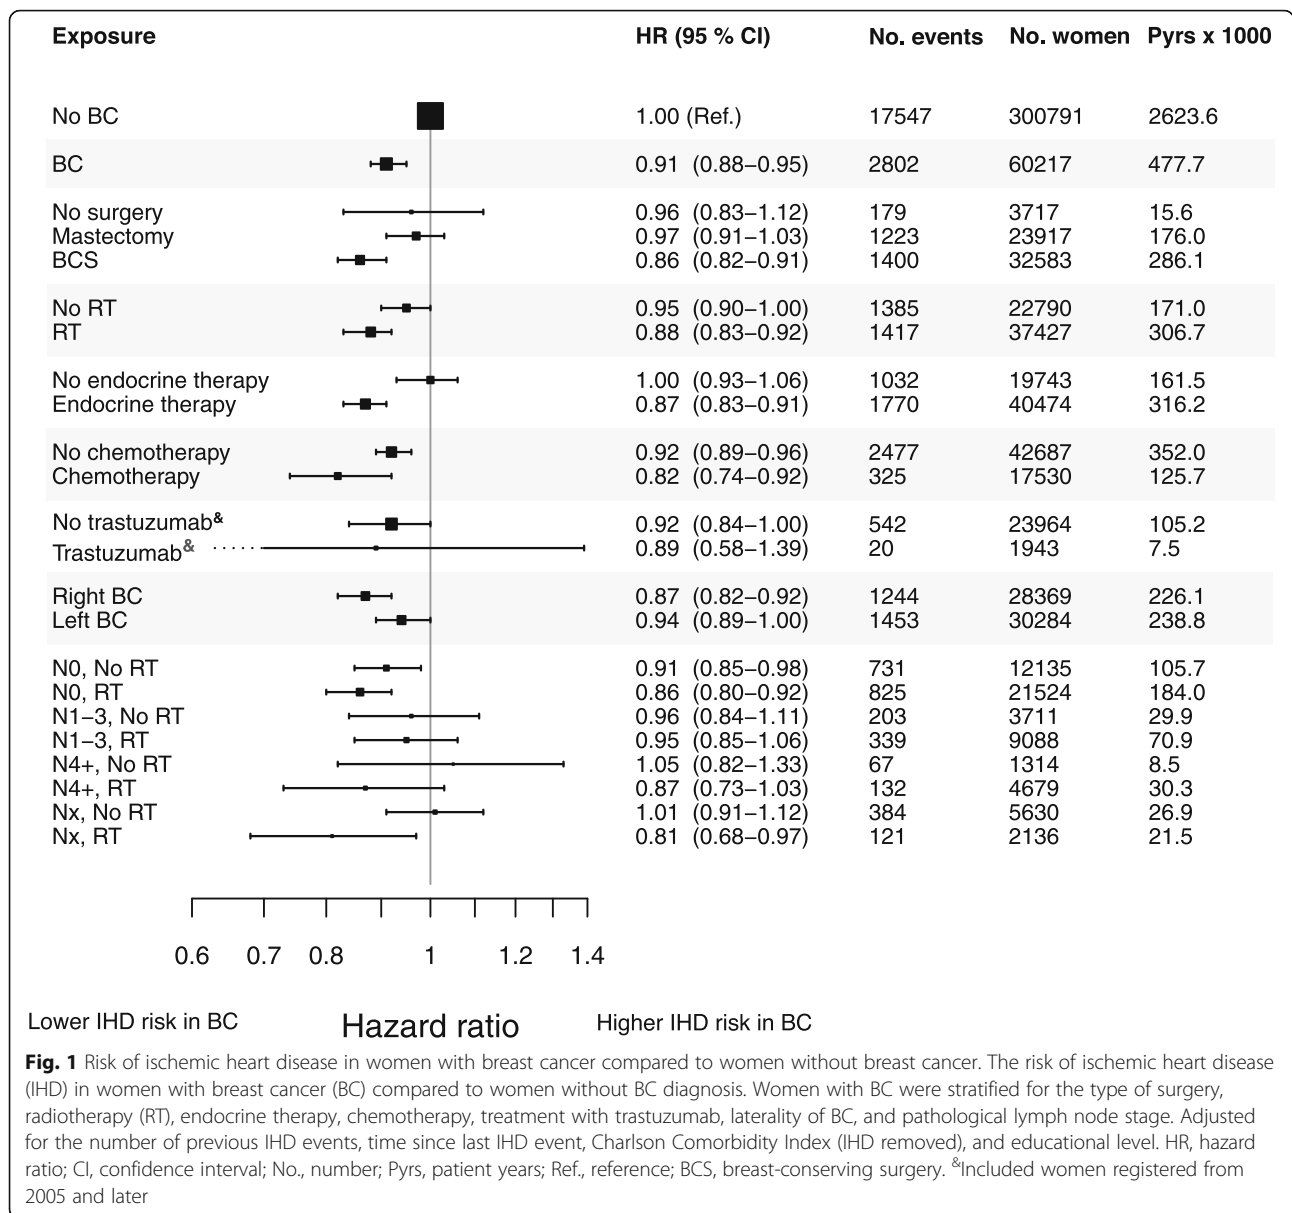 Exposure HR (95 % CI) No. events No. women Pyrs x 1000
No BC 1.00 (Ref.) 17547 300791 2623.6
BC 0.91 (0.88–0.95) 2802 60217 477.7
No surgery 0.96 (0.83–1.12) 179 3717 15.6
Mastectomy 0.97 (0.91–1.03) 1223 23917 176.0
BCS 0.86 (0.82–0.91) 1400 32583 286.1
No RT 0.95 (0.90–1.00) 1385 22790 171.0
RT 0.88 (0.83–0.92) 1417 37427 306.7
No endocrine therapy 1.00 (0.93–1.06) 1032 19743 161.5
Endocrine therapy 0.87 (0.83–0.91) 1770 40474 316.2
No chemotherapy 0.92 (0.89–0.96) 2477 42687 352.0
Chemotherapy 0.82 (0.74–0.92) 325 17530 125.7
No trastuzumab& 0.92 (0.84–1.00) 542 23964 105.2
Trastuzumab& 0.89 (0.58–1.39) 20 1943 7.5
Right BC 0.87 (0.82–0.92) 1244 28369 226.1
Left BC 0.94 (0.89–1.00) 1453 30284 238.8
N0, No RT 0.91 (0.85–0.98) 731 12135 105.7
N0, RT 0.86 (0.80–0.92) 825 21524 184.0
N1–3, No RT 0.96 (0.84–1.11) 203 3711 29.9
N1–3, RT 0.95 (0.85–1.06) 339 9088 70.9
N4+, No RT 1.05 (0.82–1.33) 67 1314 8.5
N4+, RT 0.87 (0.73–1.03) 132 4679 30.3
Nx, No RT 1.01 (0.91–1.12) 384 5630 26.9
Nx, RT 0.81 (0.68–0.97) 121 2136 21.5
0.6 0.7 0.8 1 1.2 1.4
Lower IHD risk in BC Hazard ratio Higher IHD risk in BC
Fig. 1 Risk of ischemic heart disease in women with breast cancer compared to women without breast cancer. The risk of ischemic heart disease
(IHD) in women with breast cancer (BC) compared to women without BC diagnosis. Women with BC were stratified for the type of surgery,
radiotherapy (RT), endocrine therapy, chemotherapy, treatment with trastuzumab, laterality of BC, and pathological lymph node stage. Adjusted
for the number of previous IHD events, time since last IHD event, Charlson Comorbidity Index (IHD removed), and educational level. HR, hazard
ratio; CI, confidence interval; No., number; Pyrs, patient years; Ref., reference; BCS, breast-conserving surgery. &Included women registered from
2005 and later